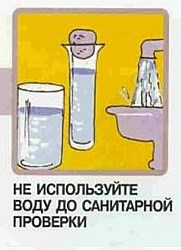 НЕ ИСПОЛЬЗУЙТЕ
ВОДУ ДО САНИТАРНОЙ
ПРОВЕРКИ